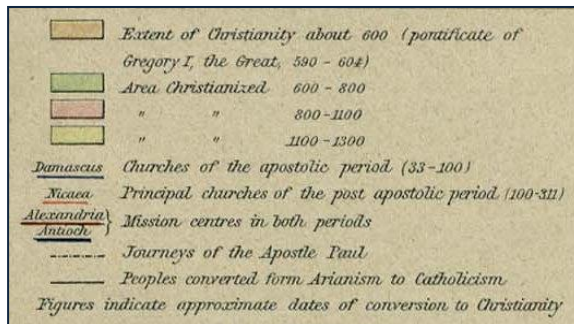 Extent of Christianity about 600 (pontificate of
Gregory I, the Great, 590 - 604)
Area Christianized 600 - 800
" " 800-1100
" " 1100-1300
Damascus Churches of the apostolic period (33-100)
Nicaea Principal churches of the post apostolic period (100-311)
Alexandria
Antioch } Mission centres in both periods
Journeys of the Apostle Paul
Peoples converted form Arianism to Catholicism
Figures indicate approximate dates of conversion to Christianity